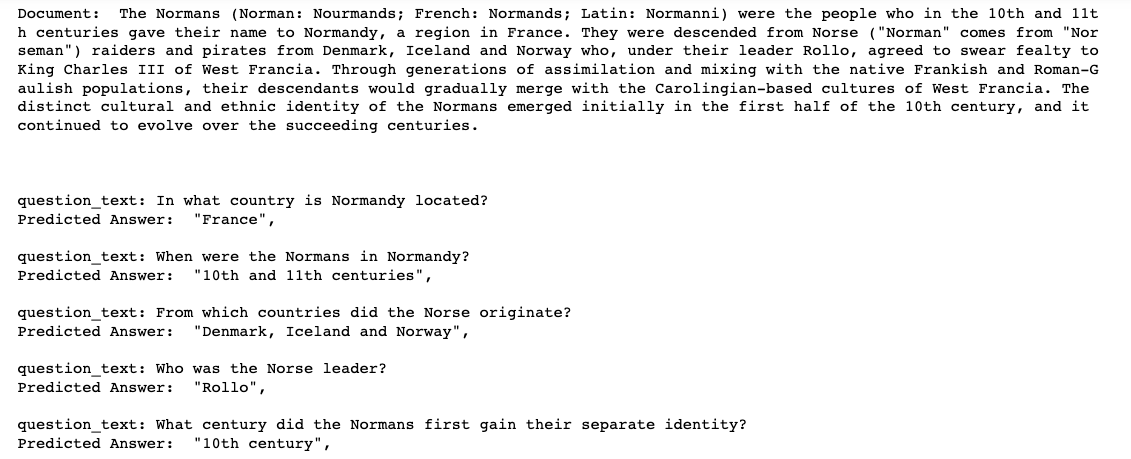 Document:  The Normans (Norman: Nourmands; French: Normands; Latin: Normanni) were the people who in the 10th and 11t
h centuries gave their name to Normandy, a region in France. They were descended from Norse ("Norman" comes from "Nor
seman") raiders and pirates from Denmark, Iceland and Norway who, under their leader Rollo, agreed to swear fealty to
King Charles III of West Francia. Through generations of assimilation and mixing with the native Frankish and Roman-G
aulish populations, their descendants would gradually merge with the Carolingian-based cultures of West Francia. The
distinct cultural and ethnic identity of the Normans emerged initially in the first half of the 10th century, and it
continued to evolve over the succeeding centuries.
question_text: In what country is Normandy located?
Predicted Answer:  "France",
question_text: When were the Normans in Normandy?
Predicted Answer:  "10th and 11th centuries",
question_text: From which countries did the Norse originate?
Predicted Answer:  "Denmark, Iceland and Norway",
question_text: Who was the Norse leader?
Predicted Answer:  "Rollo",
question_text: What century did the Normans first gain their separate identity?
Predicted Answer:  "10th century",